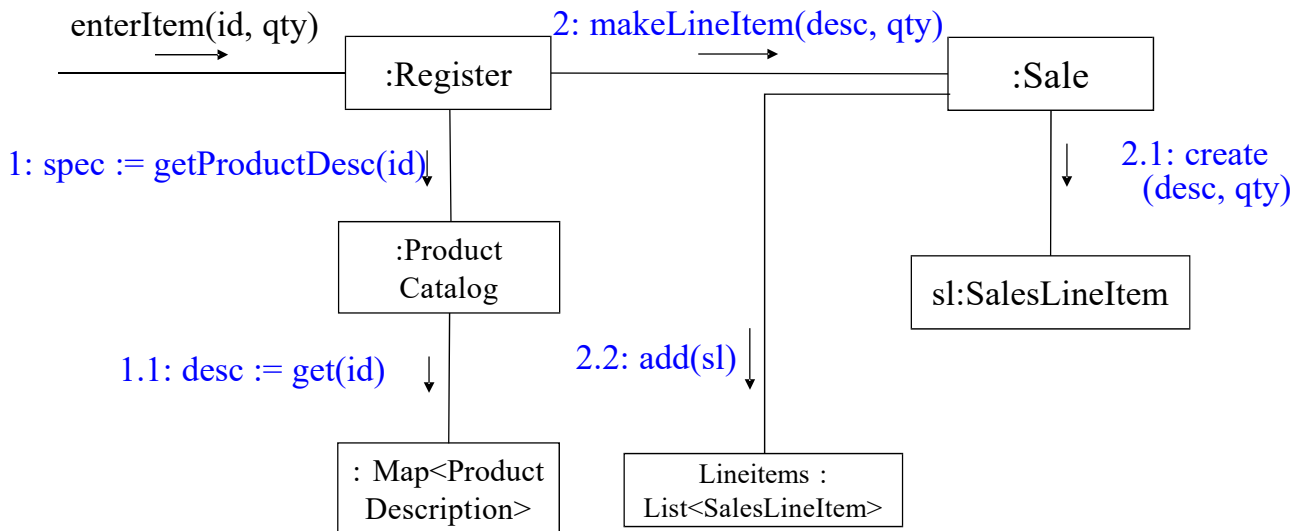 enterItem(id, qty)
2: makeLineItem(desc, qty)
:Register
:Sale
1: spec := getProductDesc(id)
2.1: create
(desc, qty)
:Product
Catalog
sl:SalesLineItem
1.1: desc := get(id)
2.2: add(sl)
: Map<Product
Description>
Lineitems :
List<SalesLineItem>